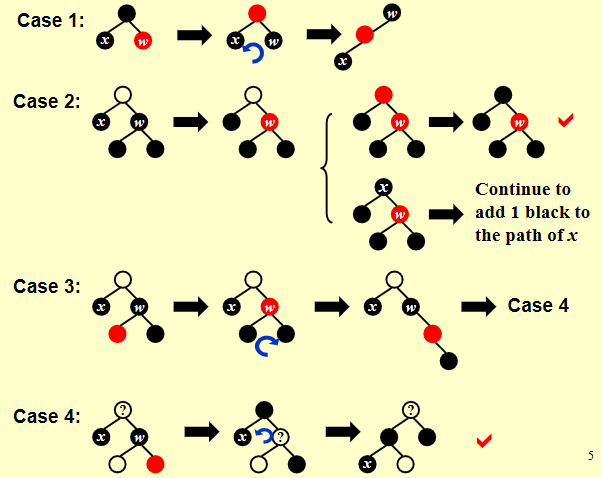 Case 1:
x w
x w
w
x
Case 2:
x w
w
w
w
x
w
Continue to
add 1 black to
the path of x
Case 3:
x w
x w
x w
Case 4
Case 4:
?
x w
x ?
?
x
5